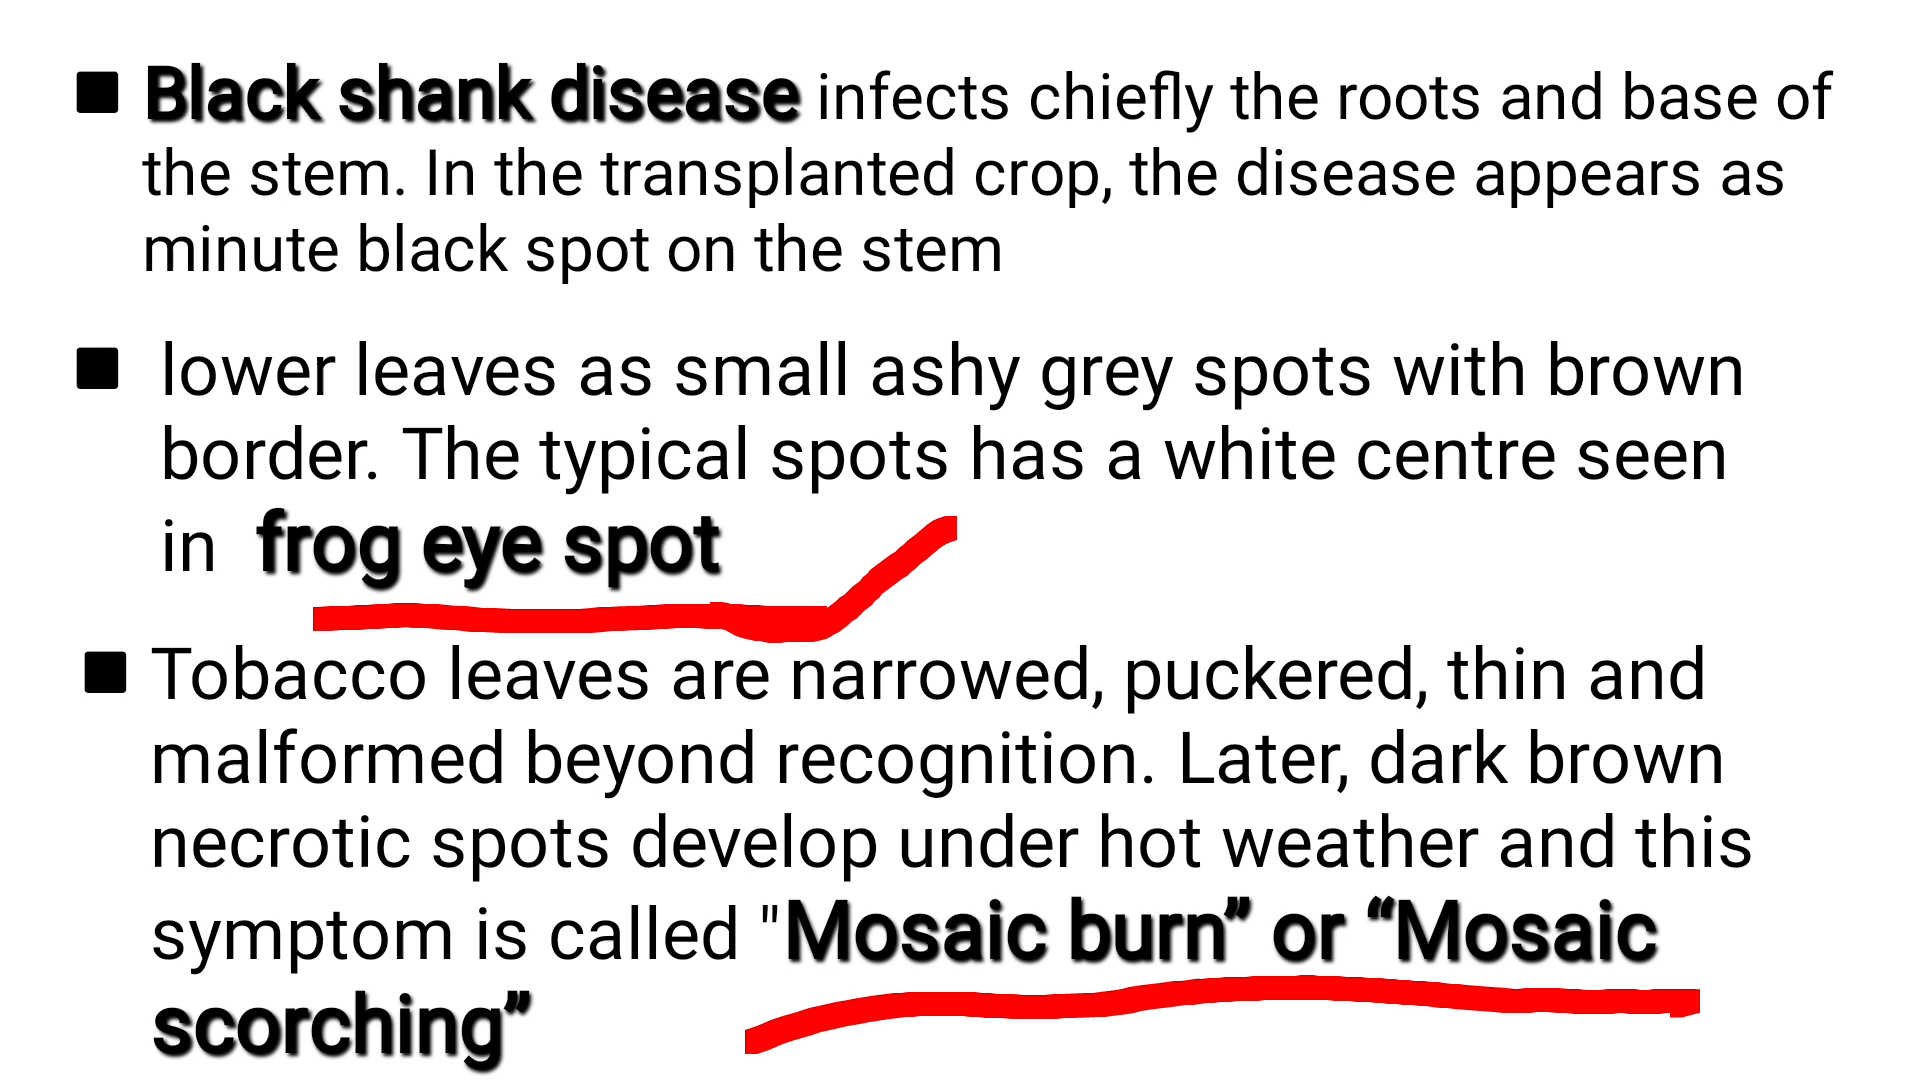 ■ Black shank disease infects chiefly the roots and base of
the stem. In the transplanted crop, the disease appears as
minute black spot on the stem
■ lower leaves as small ashy grey spots with brown
border. The typical spots has a white centre seen
in frog eye spot
■ Tobacco leaves are narrowed, puckered, thin and
malformed beyond recognition. Later, dark brown
necrotic spots develop under hot weather and this
symptom is called "Mosaic burn” or “Mosaic
scorching”